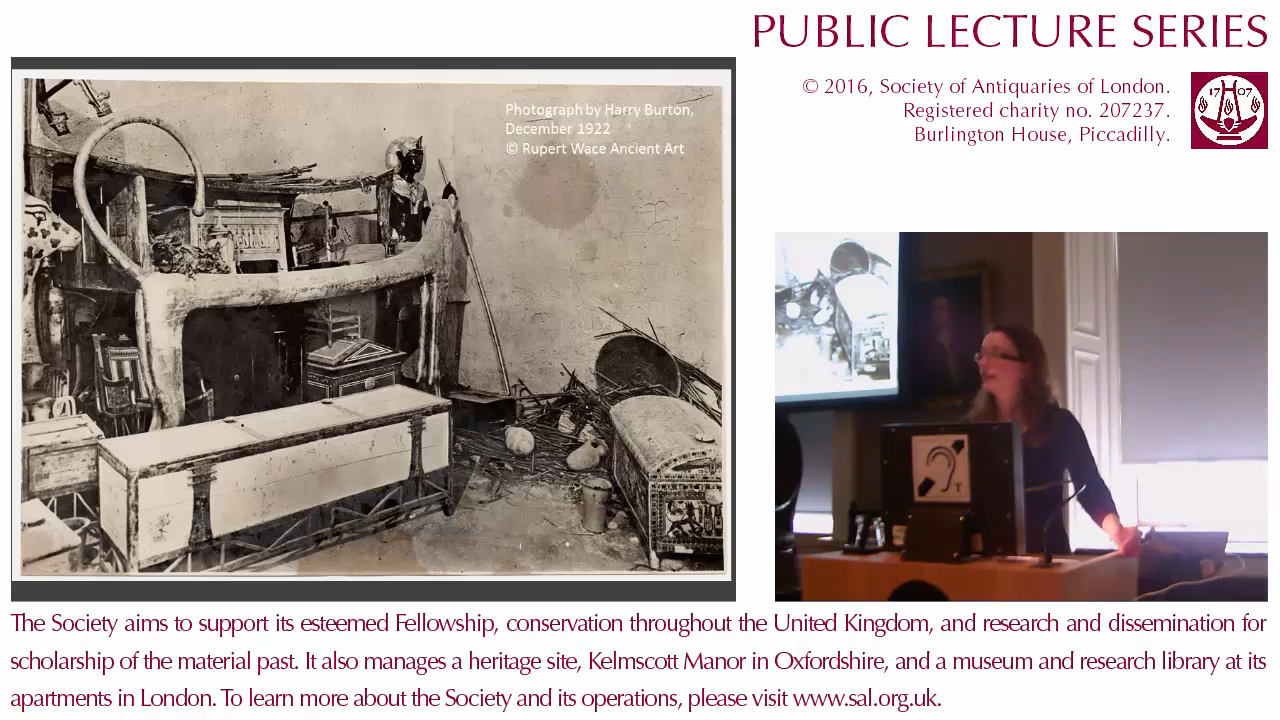 PUBLIC LECTURE SERIES
© 2016, Society of Antiquaries of London.
Registered charity no. 207237.
Burlington House, Piccadilly.
17 07
Photograph by Harry Burton,
December 1922
© Rupert Wace Ancient Art
T
The Society aims to support its esteemed Fellowship, conservation throughout the United Kingdom, and research and dissemination for
scholarship of the material past. It also manages a heritage site, Kelmscott Manor in Oxfordshire, and a museum and research library at its
apartments in London. To learn more about the Society and its operations, please visit www.sal.org.uk.